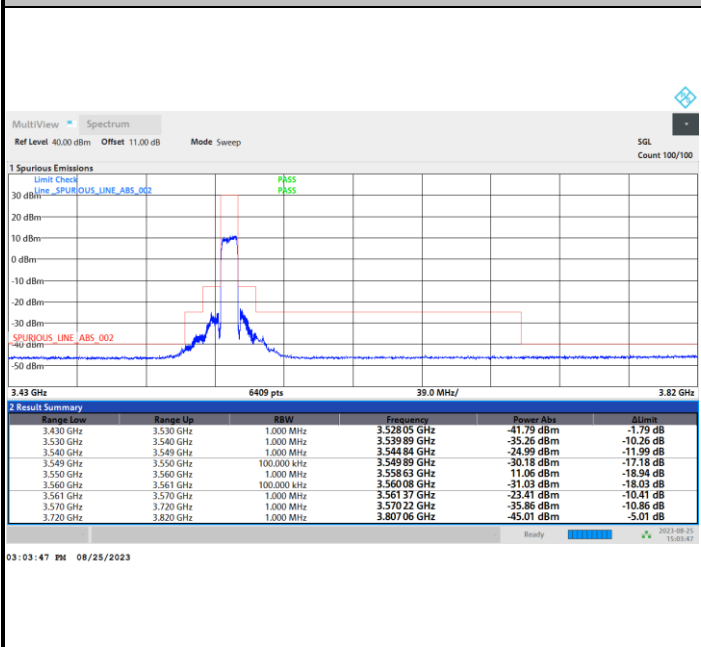 MultiView Spectrum
Ref Level 40.00 dBm Offset 11.00 dB Mode Sweep SGL
Count 100/100
1 Spurious Emissions
Limit Check PASS
Line _SPURIOUS_LINE_ABS_002 PASS
30 dBm
20 dBm
10 dBm
0 dBm
-10 dBm
-20 dBm
-30 dBm
SPURIOUS_LINE_ABS_002
-40 dBm
-50 dBm
3.43 GHz 6409 pts 39.0 MHz/ 3.82 GHz
2 Result Summary
Range Low Range Up RBW Frequency Power Abs ΔLimit
3.430 GHz 3.530 GHz 1.000 MHz 3.528 05 GHz -41.79 dBm -1.79 dB
3.530 GHz 3.540 GHz 1.000 MHz 3.539 89 GHz -35.26 dBm -10.26 dB
3.540 GHz 3.549 GHz 1.000 MHz 3.544 84 GHz -24.99 dBm -11.99 dB
3.549 GHz 3.550 GHz 100.000 kHz 3.549 89 GHz -30.18 dBm -17.18 dB
3.550 GHz 3.560 GHz 1.000 MHz 3.558 63 GHz 11.06 dBm -18.94 dB
3.560 GHz 3.561 GHz 100.000 kHz 3.560 08 GHz -31.03 dBm -18.03 dB
3.561 GHz 3.570 GHz 1.000 MHz 3.561 37 GHz -23.41 dBm -10.41 dB
3.570 GHz 3.720 GHz 1.000 MHz 3.570 22 GHz -35.86 dBm -10.86 dB
3.720 GHz 3.820 GHz 1.000 MHz 3.807 06 GHz -45.01 dBm -5.01 dB
Ready 2023-08-25
15:03:47
03:03:47 PM 08/25/2023